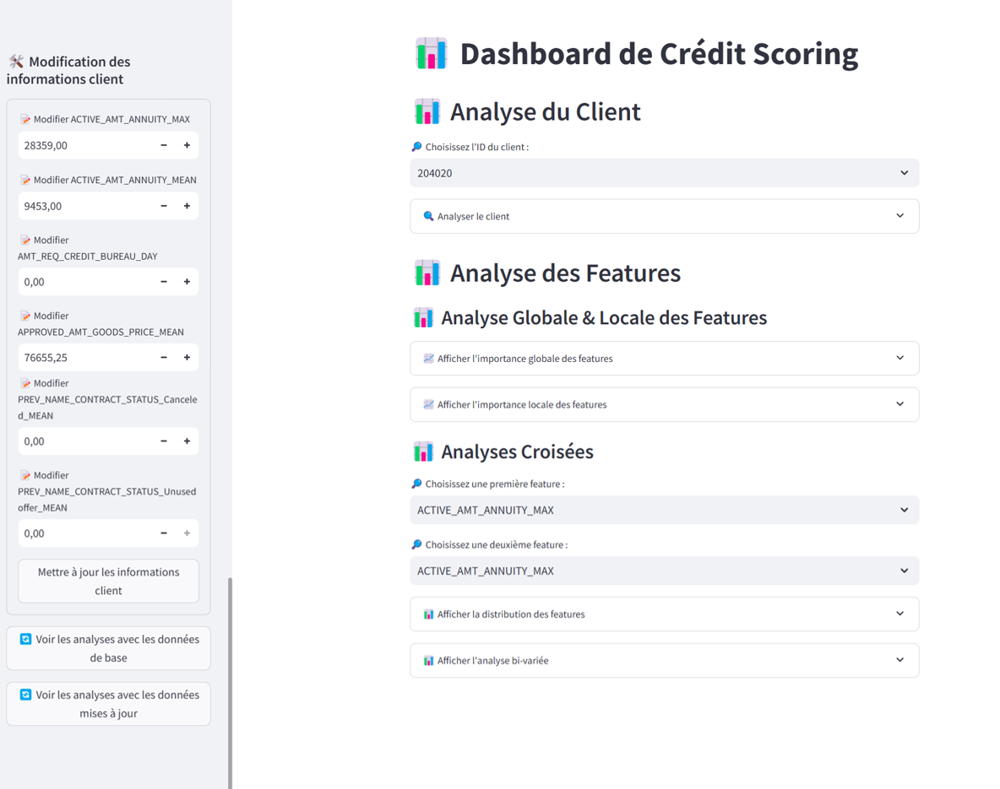 Modification des
informations client
Modifier ACTIVE_AMT_ANNUITY_MAX
28359,00
Modifier ACTIVE_AMT_ANNUITY_MEAN
9453,00
Modifier
AMT_REQ_CREDIT_BUREAU_DAY
0,00
Modifier
APPROVED_AMT_GOODS_PRICE_MEAN
76655,25
Modifier
PREV_NAME_CONTRACT_STATUS_Cancele
d_MEAN
0,00
Modifier
PREV_NAME_CONTRACT_STATUS_Unused
offer_MEAN
0,00
Mettre à jour les informations
client
Voir les analyses avec les données
de base
Voir les analyses avec les données
mises à jour
Dashboard de Crédit Scoring
Analyse du Client
Choisissez l'ID du client :
204020
Analyser le client
Analyse des Features
Analyse Globale & Locale des Features
Afficher l'importance globale des features
Afficher l'importance locale des features
Analyses Croisées
Choisissez une première feature :
ACTIVE_AMT_ANNUITY_MAX
Choisissez une deuxième feature :
ACTIVE_AMT_ANNUITY_MAX
Afficher la distribution des features
Afficher l'analyse bi-variée